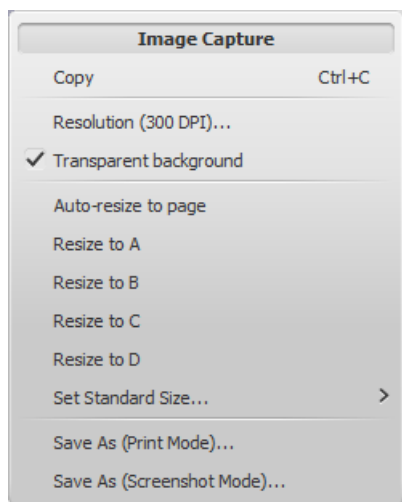 Image Capture
Copy Ctrl+C
Resolution (300 DPI)...
Transparent background
Auto-resize to page
Resize to A
Resize to B
Resize to C
Resize to D
Set Standard Size...
Save As (Print Mode)...
Save As (Screenshot Mode)...